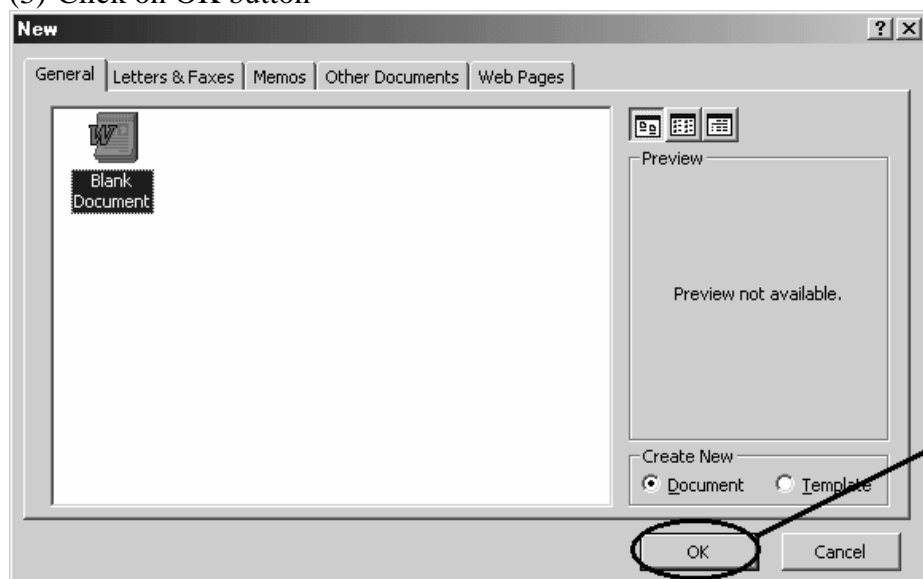 (3) Click on OK button
New
General Letters & Faxes Memos Other Documents Web Pages
Blank
Document
Preview
Preview not available.
Create New
Document Template
OK Cancel